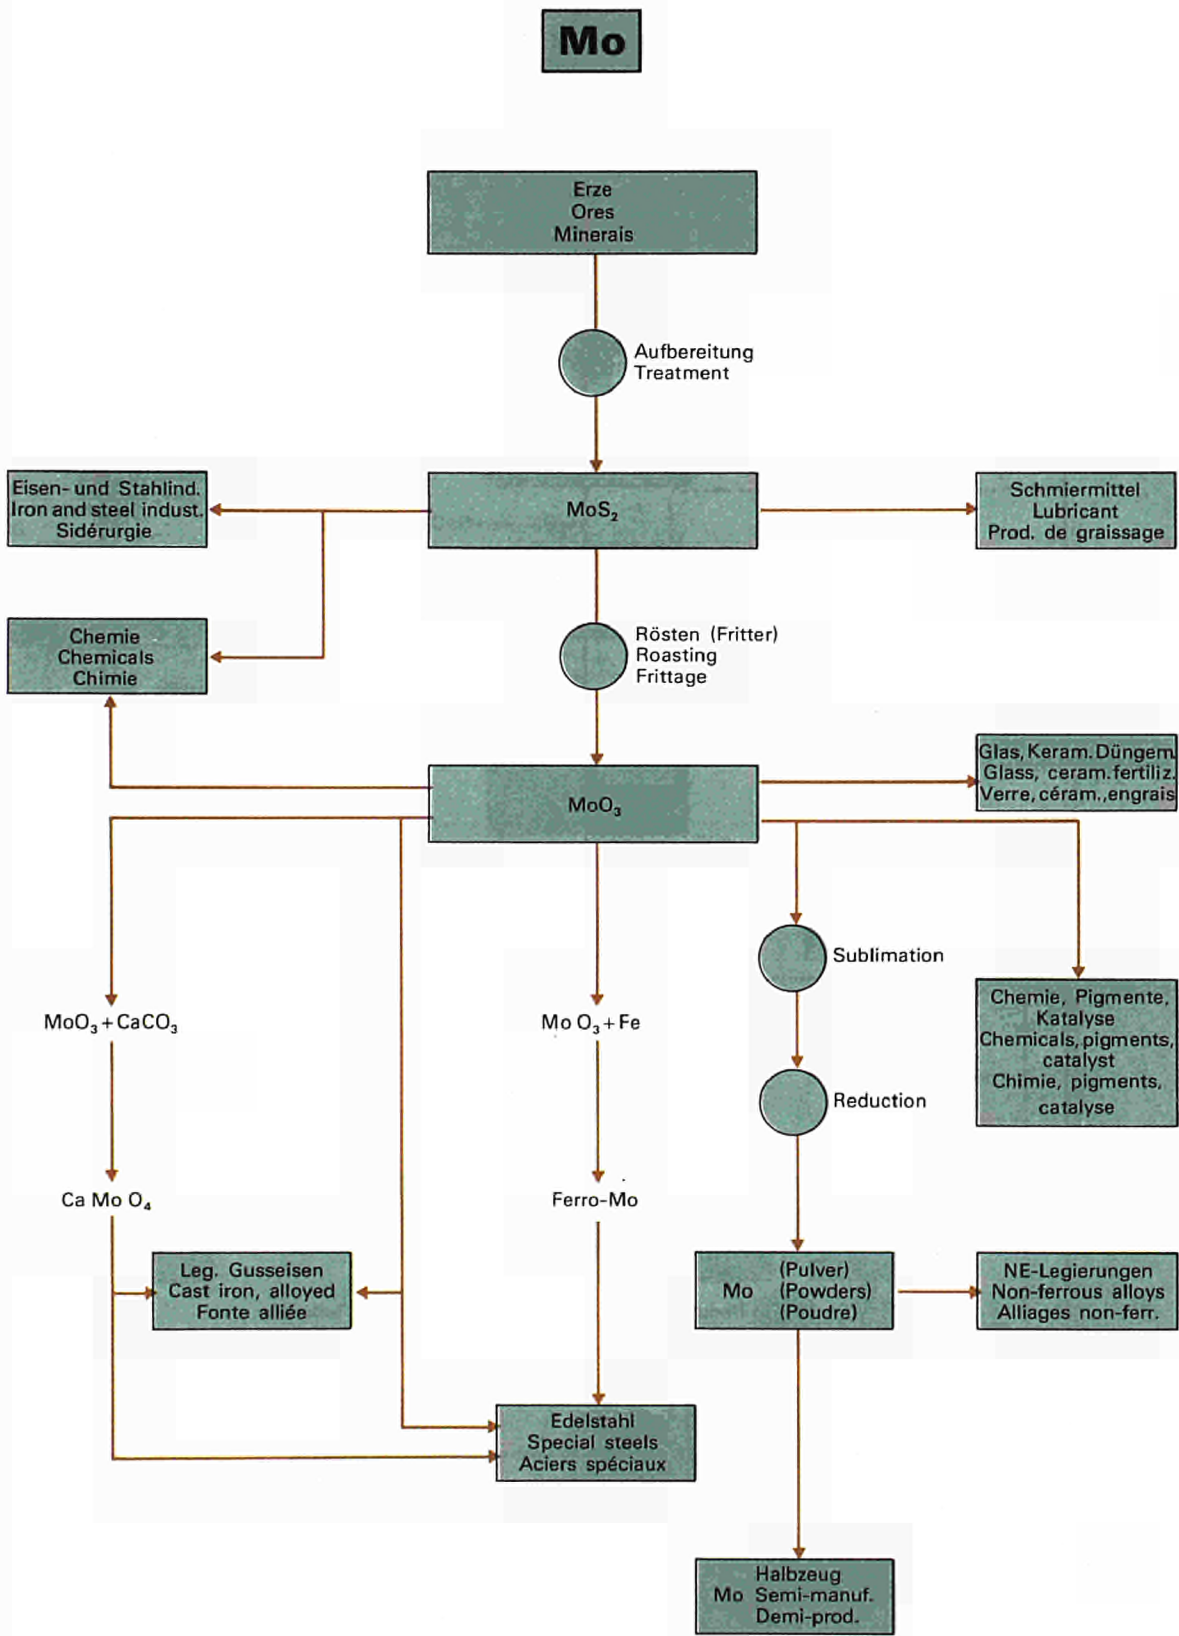 Mo
Erze
Ores
Minerais
Aufbereitung
Treatment
Eisen- und Stahlind.
Iron and steel indust.
Sidérurgie
MoS₂
Schmiermittel
Lubricant
Prod. de graissage
Chemie
Chemicals
Chimie
Rösten (Fritter)
Roasting
Frittage
MoO₃
Glas, Keram. Düngem.
Glass, ceram. fertiliz.
Verre, céram., engrais
Sublimation
MoO₃ + CaCO₃
Mo O₃ + Fe
Chemie, Pigmente,
Katalyse
Chemicals, pigments,
catalyst
Chimie, pigments,
catalyse
Reduction
Ca Mo O₄
Ferro-Mo
Leg. Gusseisen
Cast iron, alloyed
Fonte alliée
(Pulver)
Mo (Powders)
(Poudre)
NE-Legierungen
Non-ferrous alloys
Alliages non-ferr.
Edelstahl
Special steels
Aciers spéciaux
Halbzeug
Mo Semi-manuf.
Demi-prod.